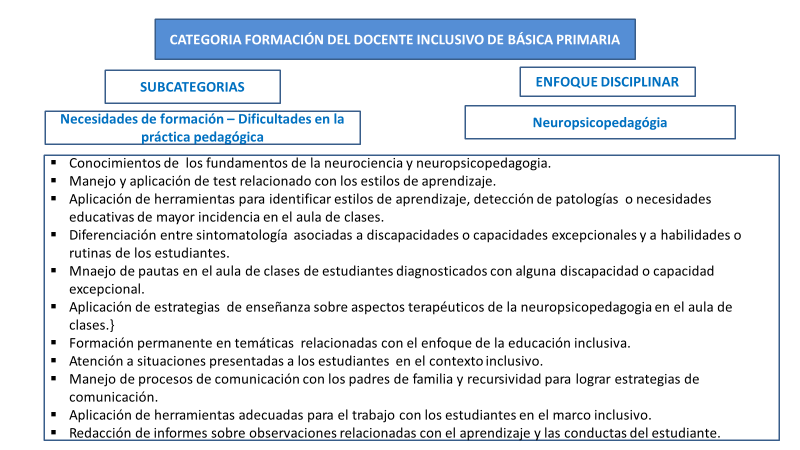 CATEGORIA FORMACIÓN DEL DOCENTE INCLUSIVO DE BÁSICA PRIMARIA
SUBCATEGORIAS
ENFOQUE DISCIPLINAR
Necesidades de formación – Dificultades en la
práctica pedagógica
Neuropsicopedagógia
▪ Conocimientos de los fundamentos de la neurociencia y neuropsicopedagogia.
▪ Manejo y aplicación de test relacionado con los estilos de aprendizaje.
▪ Aplicación de herramientas para identificar estilos de aprendizaje, detección de patologías o necesidades
educativas de mayor incidencia en el aula de clases.
▪ Diferenciación entre sintomatología asociadas a discapacidades o capacidades excepcionales y a habilidades o
rutinas de los estudiantes.
▪ Mnaejo de pautas en el aula de clases de estudiantes diagnosticados con alguna discapacidad o capacidad
excepcional.
▪ Aplicación de estrategias de enseñanza sobre aspectos terapéuticos de la neuropsicopedagogia en el aula de
clases.}
▪ Formación permanente en temáticas relacionadas con el enfoque de la educación inclusiva.
▪ Atención a situaciones presentadas a los estudiantes en el contexto inclusivo.
▪ Manejo de procesos de comunicación con los padres de familia y recursividad para lograr estrategias de
comunicación.
▪ Aplicación de herramientas adecuadas para el trabajo con los estudiantes en el marco inclusivo.
▪ Redacción de informes sobre observaciones relacionadas con el aprendizaje y las conductas del estudiante.